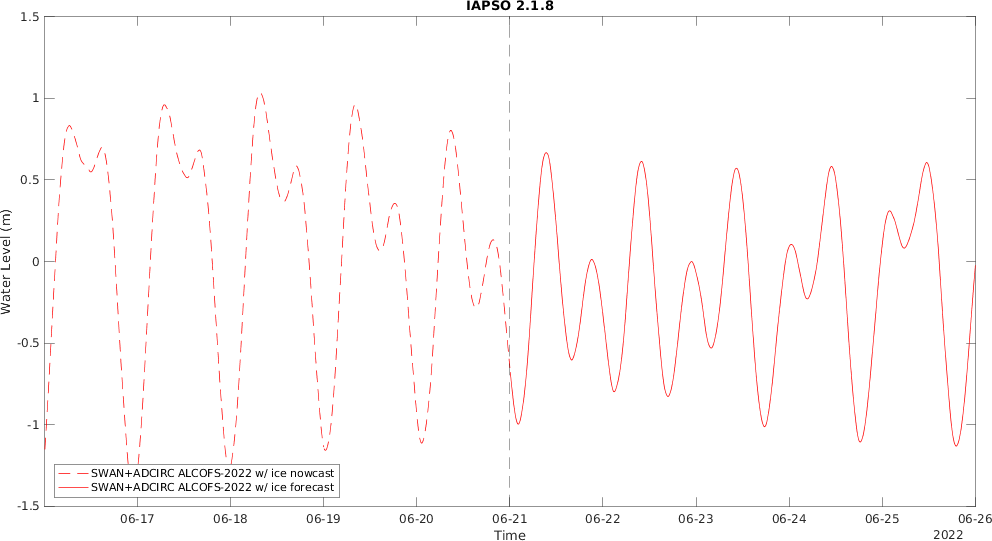 IAPSO 2.1.8
1.5
1
0.5
0
-0.5
-1
-1.5
Water Level (m)
SWAN+ADCIRC ALCOFS-2022 w/ ice nowcast
SWAN+ADCIRC ALCOFS-2022 w/ ice forecast
06-17 06-18 06-19 06-20 06-21 06-22 06-23 06-24 06-25 06-26
Time
2022